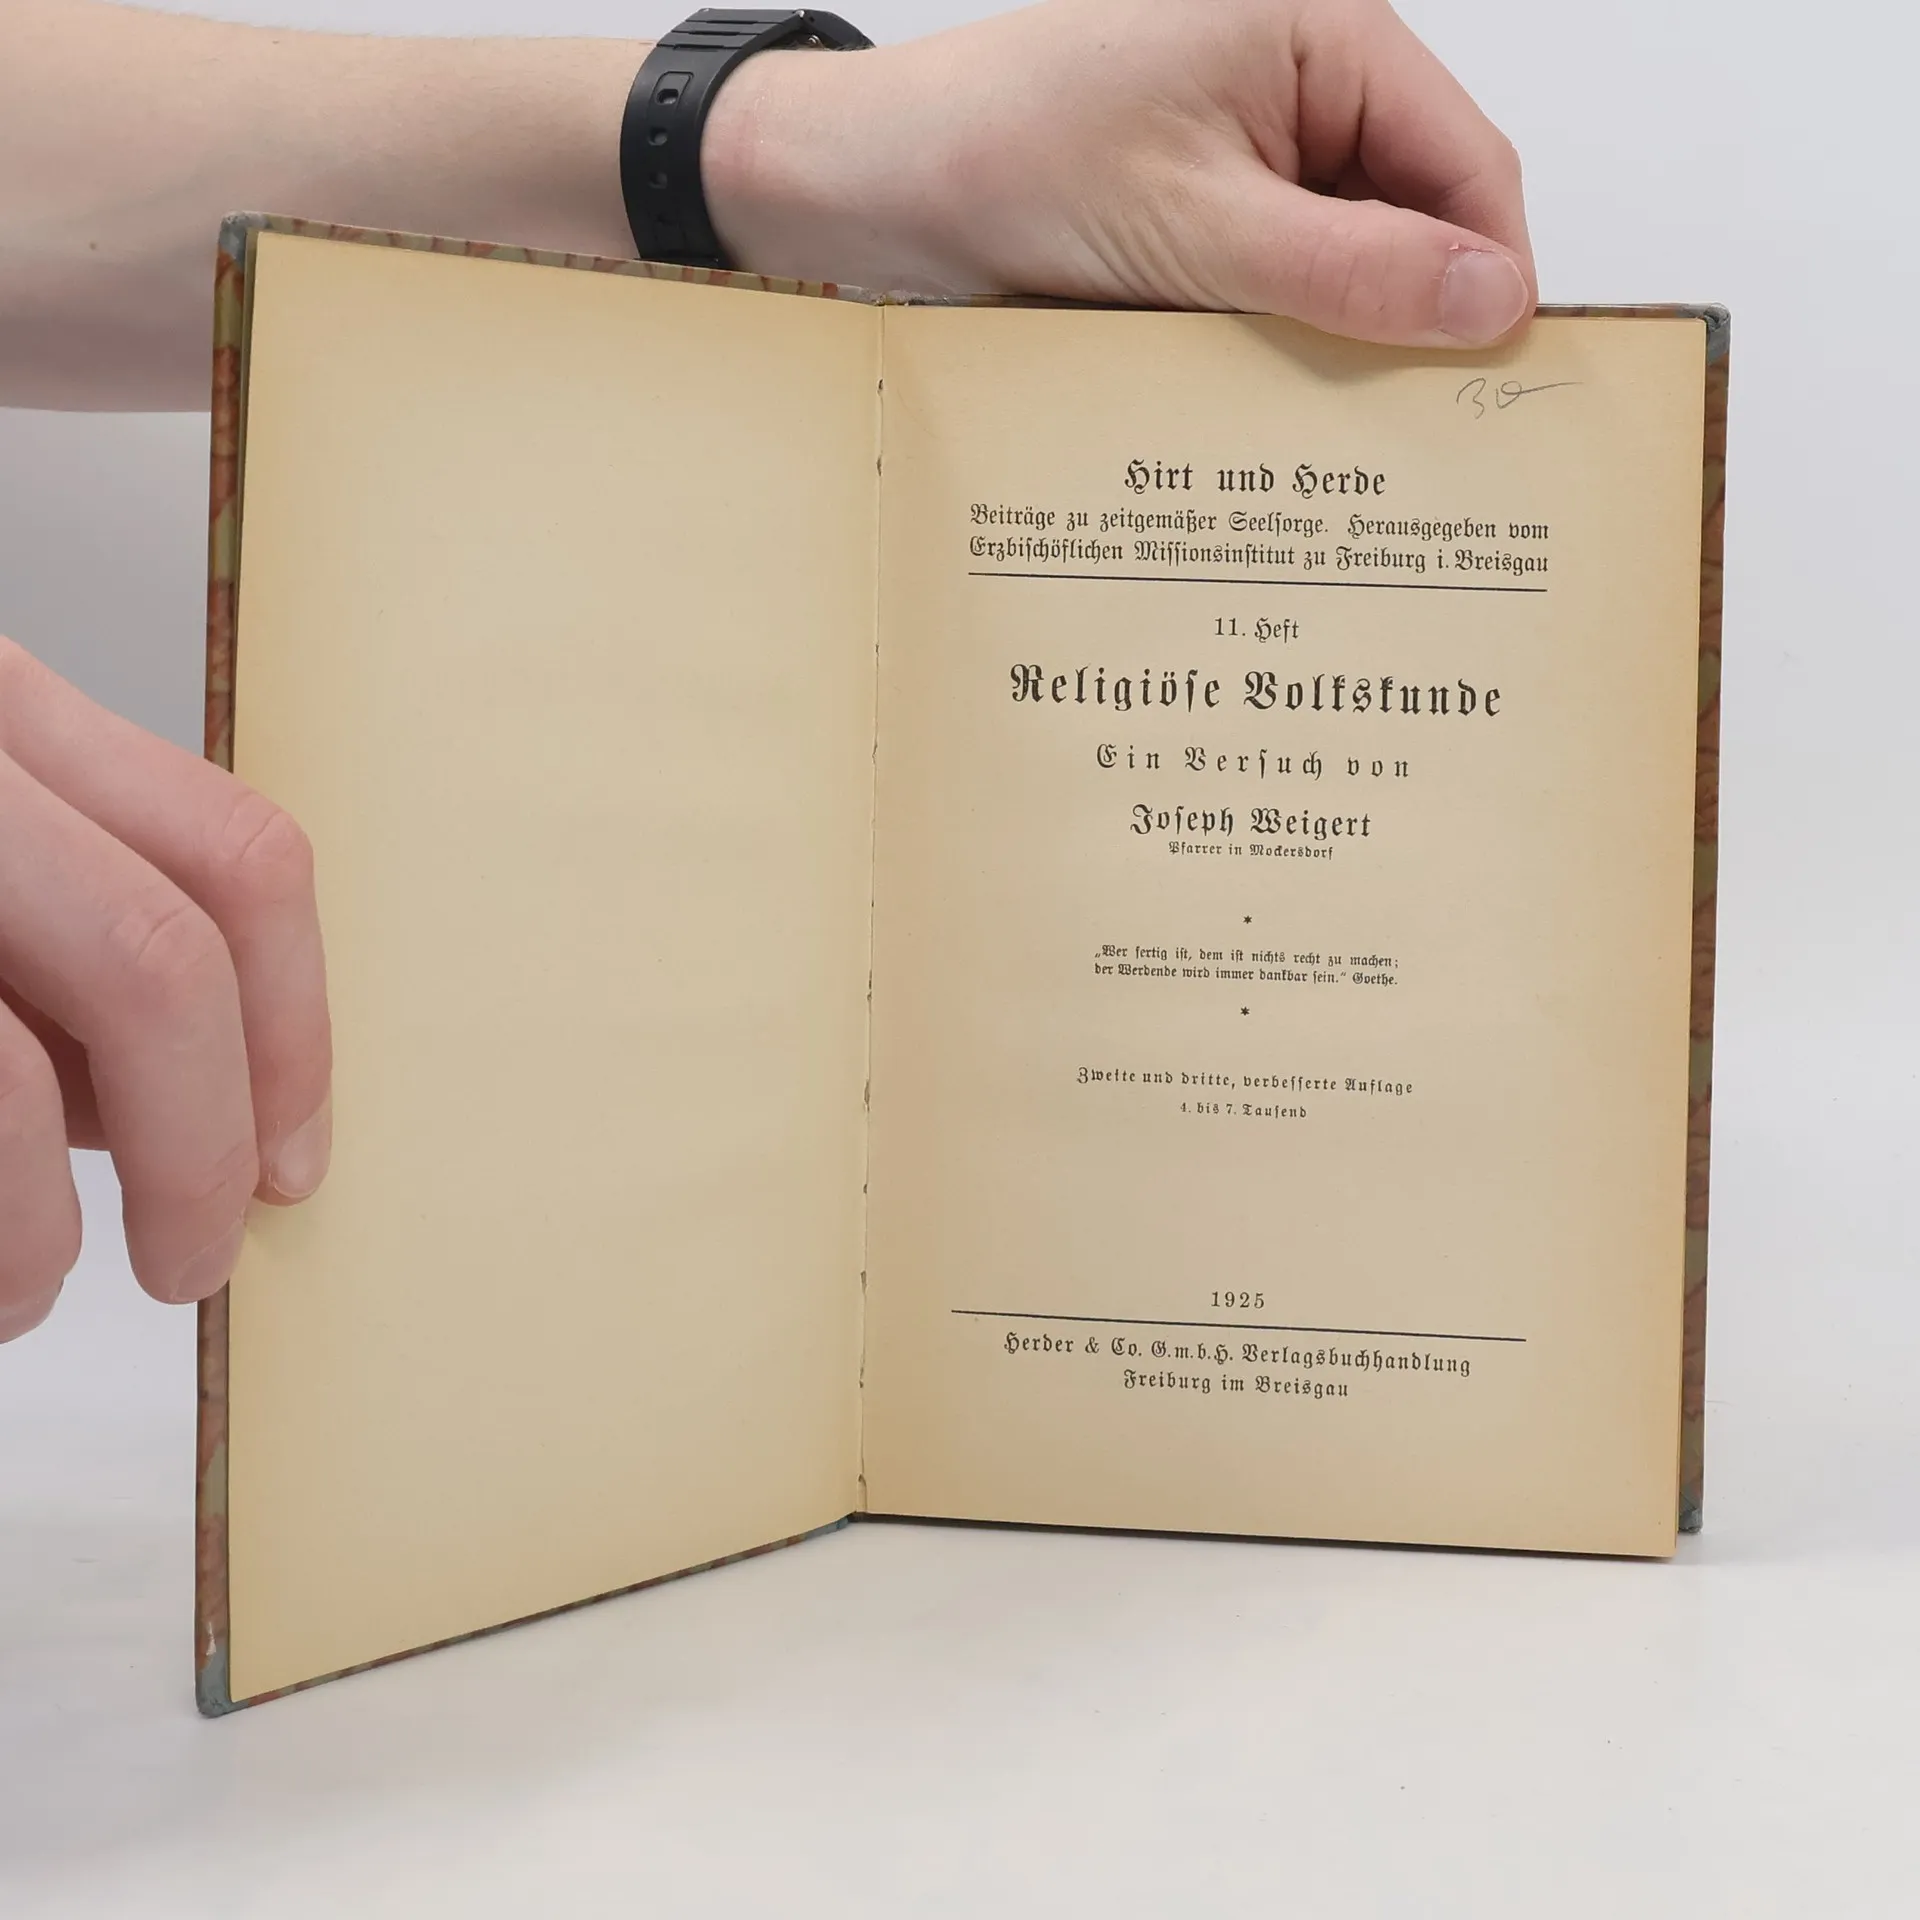 30
Hirt und Herde
Beiträge zu zeitgemäßer Seelſorge. Herausgegeben vom
Erzbiſchöflichen Miſſionsinſtitut zu Freiburg i. Breisgau
11. Heft
Religiöſe Volkskunde
Ein Verſuch von
Joſeph Weigert
Pfarrer in Mockersdorf
*
„Wer fertig iſt, dem iſt nichts recht zu machen;
der Werdende wird immer dankbar ſein.“ Goethe.
*
Zweite und dritte, verbeſſerte Auflage
4. bis 7. Tauſend
1925
Herder & Co. G.m.b.H. Verlagsbuchhandlung
Freiburg im Breisgau